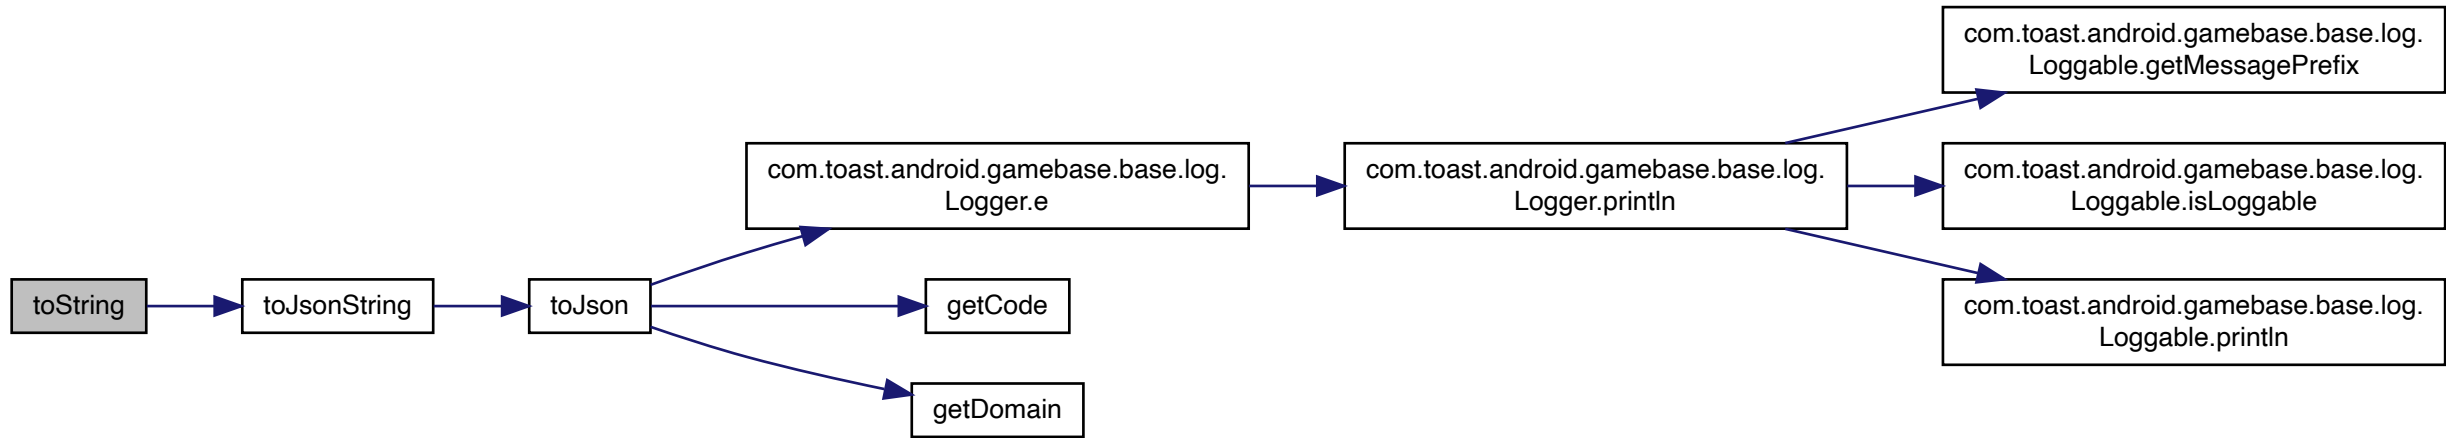 toString
toJsonString
toJson
com.toast.android.gamebase.base.log.
Logger.e
getCode
getDomain
com.toast.android.gamebase.base.log.
Logger.println
com.toast.android.gamebase.base.log.
Loggable.getMessagePrefix
com.toast.android.gamebase.base.log.
Loggable.isLoggable
com.toast.android.gamebase.base.log.
Loggable.println